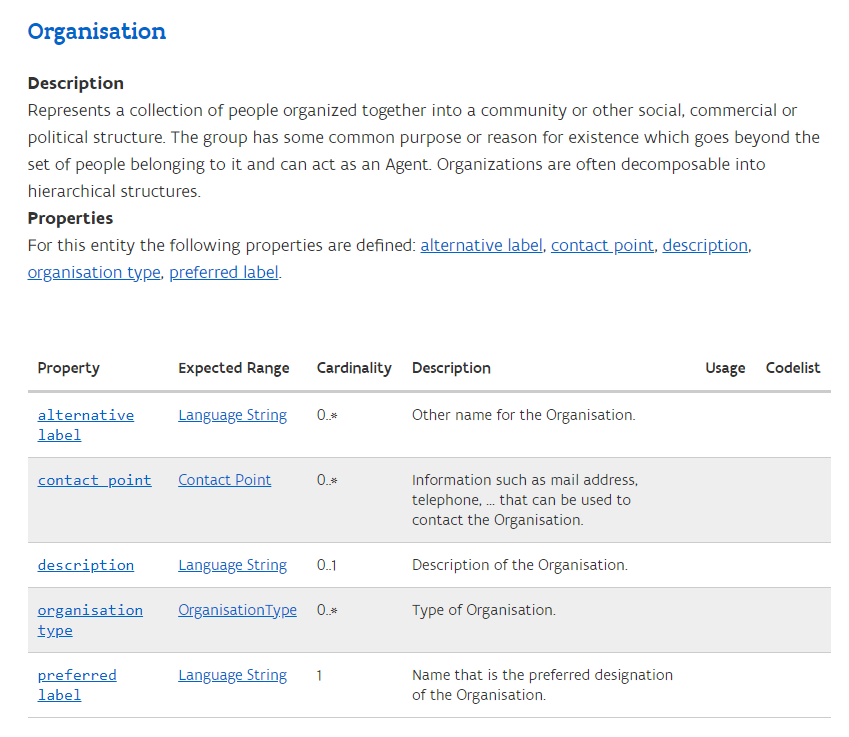 Organisation
Description
Represents a collection of people organized together into a community or other social, commercial or
political structure. The group has some common purpose or reason for existence which goes beyond the
set of people belonging to it and can act as an Agent. Organizations are often decomposable into
hierarchical structures.
Properties
For this entity the following properties are defined: alternative label, contact point, description,
organisation type, preferred label.
Property Expected Range Cardinality Description Usage Codelist
alternative Language String 0..* Other name for the Organisation.
label
contact point Contact Point 0..* Information such as mail address,
telephone, ... that can be used to
contact the Organisation.
description Language String 0..1 Description of the Organisation.
organisation OrganisationType 0..* Type of Organisation.
type
preferred Language String 1 Name that is the preferred designation
label of the Organisation.